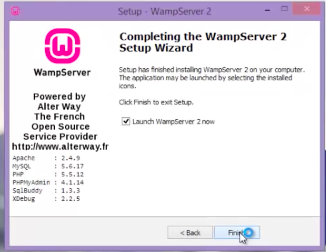 Setup - WampServer 2
Completing the WampServer 2
Setup Wizard
Setup has finished installing WampServer 2 on your computer.
The application may be launched by selecting the installed
icons.
Click Finish to exit Setup.
Launch WampServer 2 now
WampServer
Powered by
Alter Way
The French
Open Source
Service Provider
http://www.alterway.fr
Apache : 2.4.9
MySQL : 5.6.17
PHP : 5.5.12
PHPMyAdmin : 4.1.14
SqlBuddy : 1.3.3
XDebug : 2.2.5
< Back
Finish